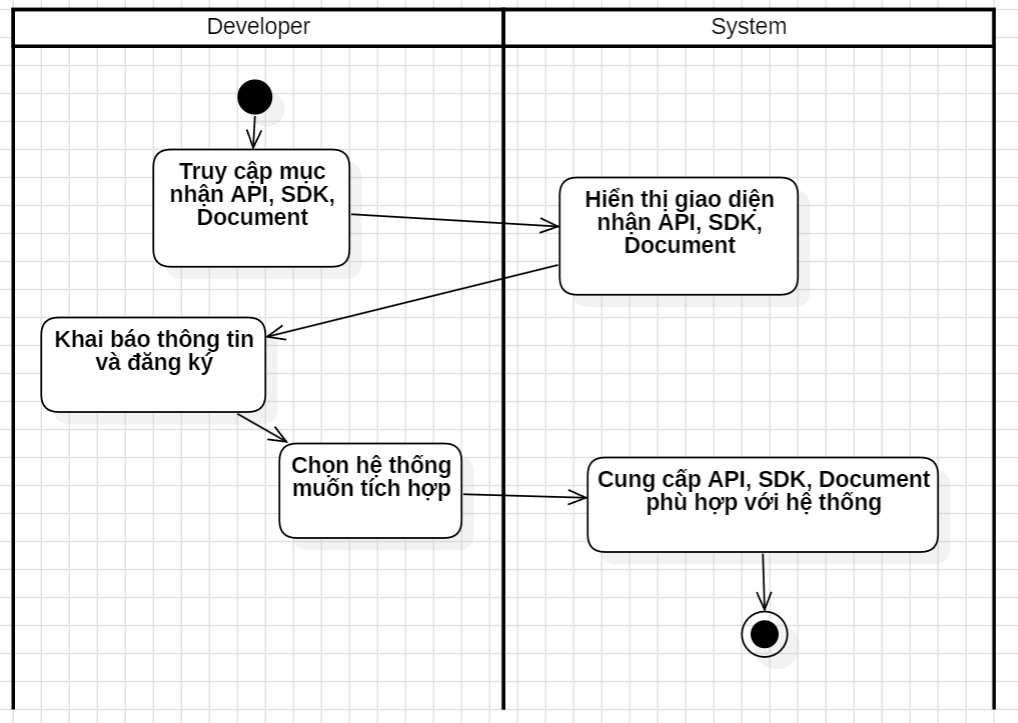 Developer
System
Truy cập mục
nhận API, SDK,
Document
Hiển thị giao diện
nhận API, SDK,
Document
Khai báo thông tin
và đăng ký
Chọn hệ thống
muốn tích hợp
Cung cấp API, SDK, Document
phù hợp với hệ thống